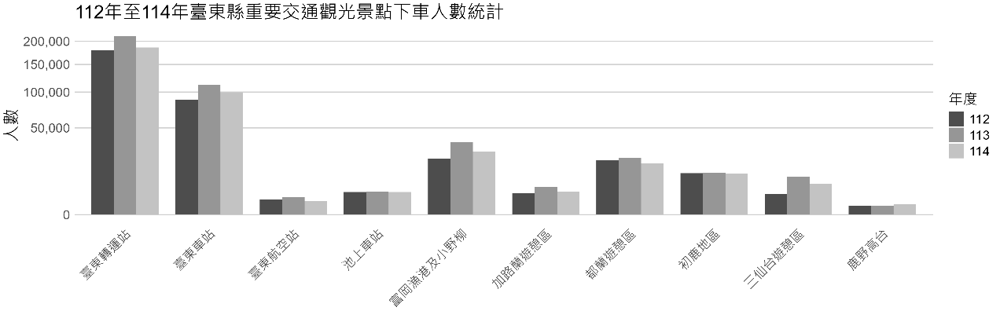 112年至114年臺東縣重要交通觀光景點下車人數統計
人數
200,000
150,000
100,000
50,000
0
臺東轉運站
臺東車站
臺東航空站
池上車站
富岡漁港及小野柳
加路蘭遊憩區
都蘭遊憩區
初鹿地區
三仙台遊憩區
鹿野高台
年度
112
113
114